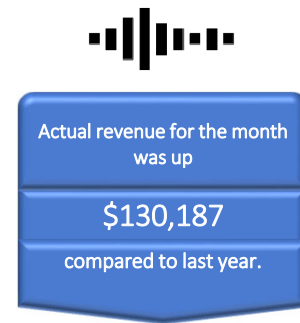 Actual revenue for the month
was up
$130,187
compared to last year.